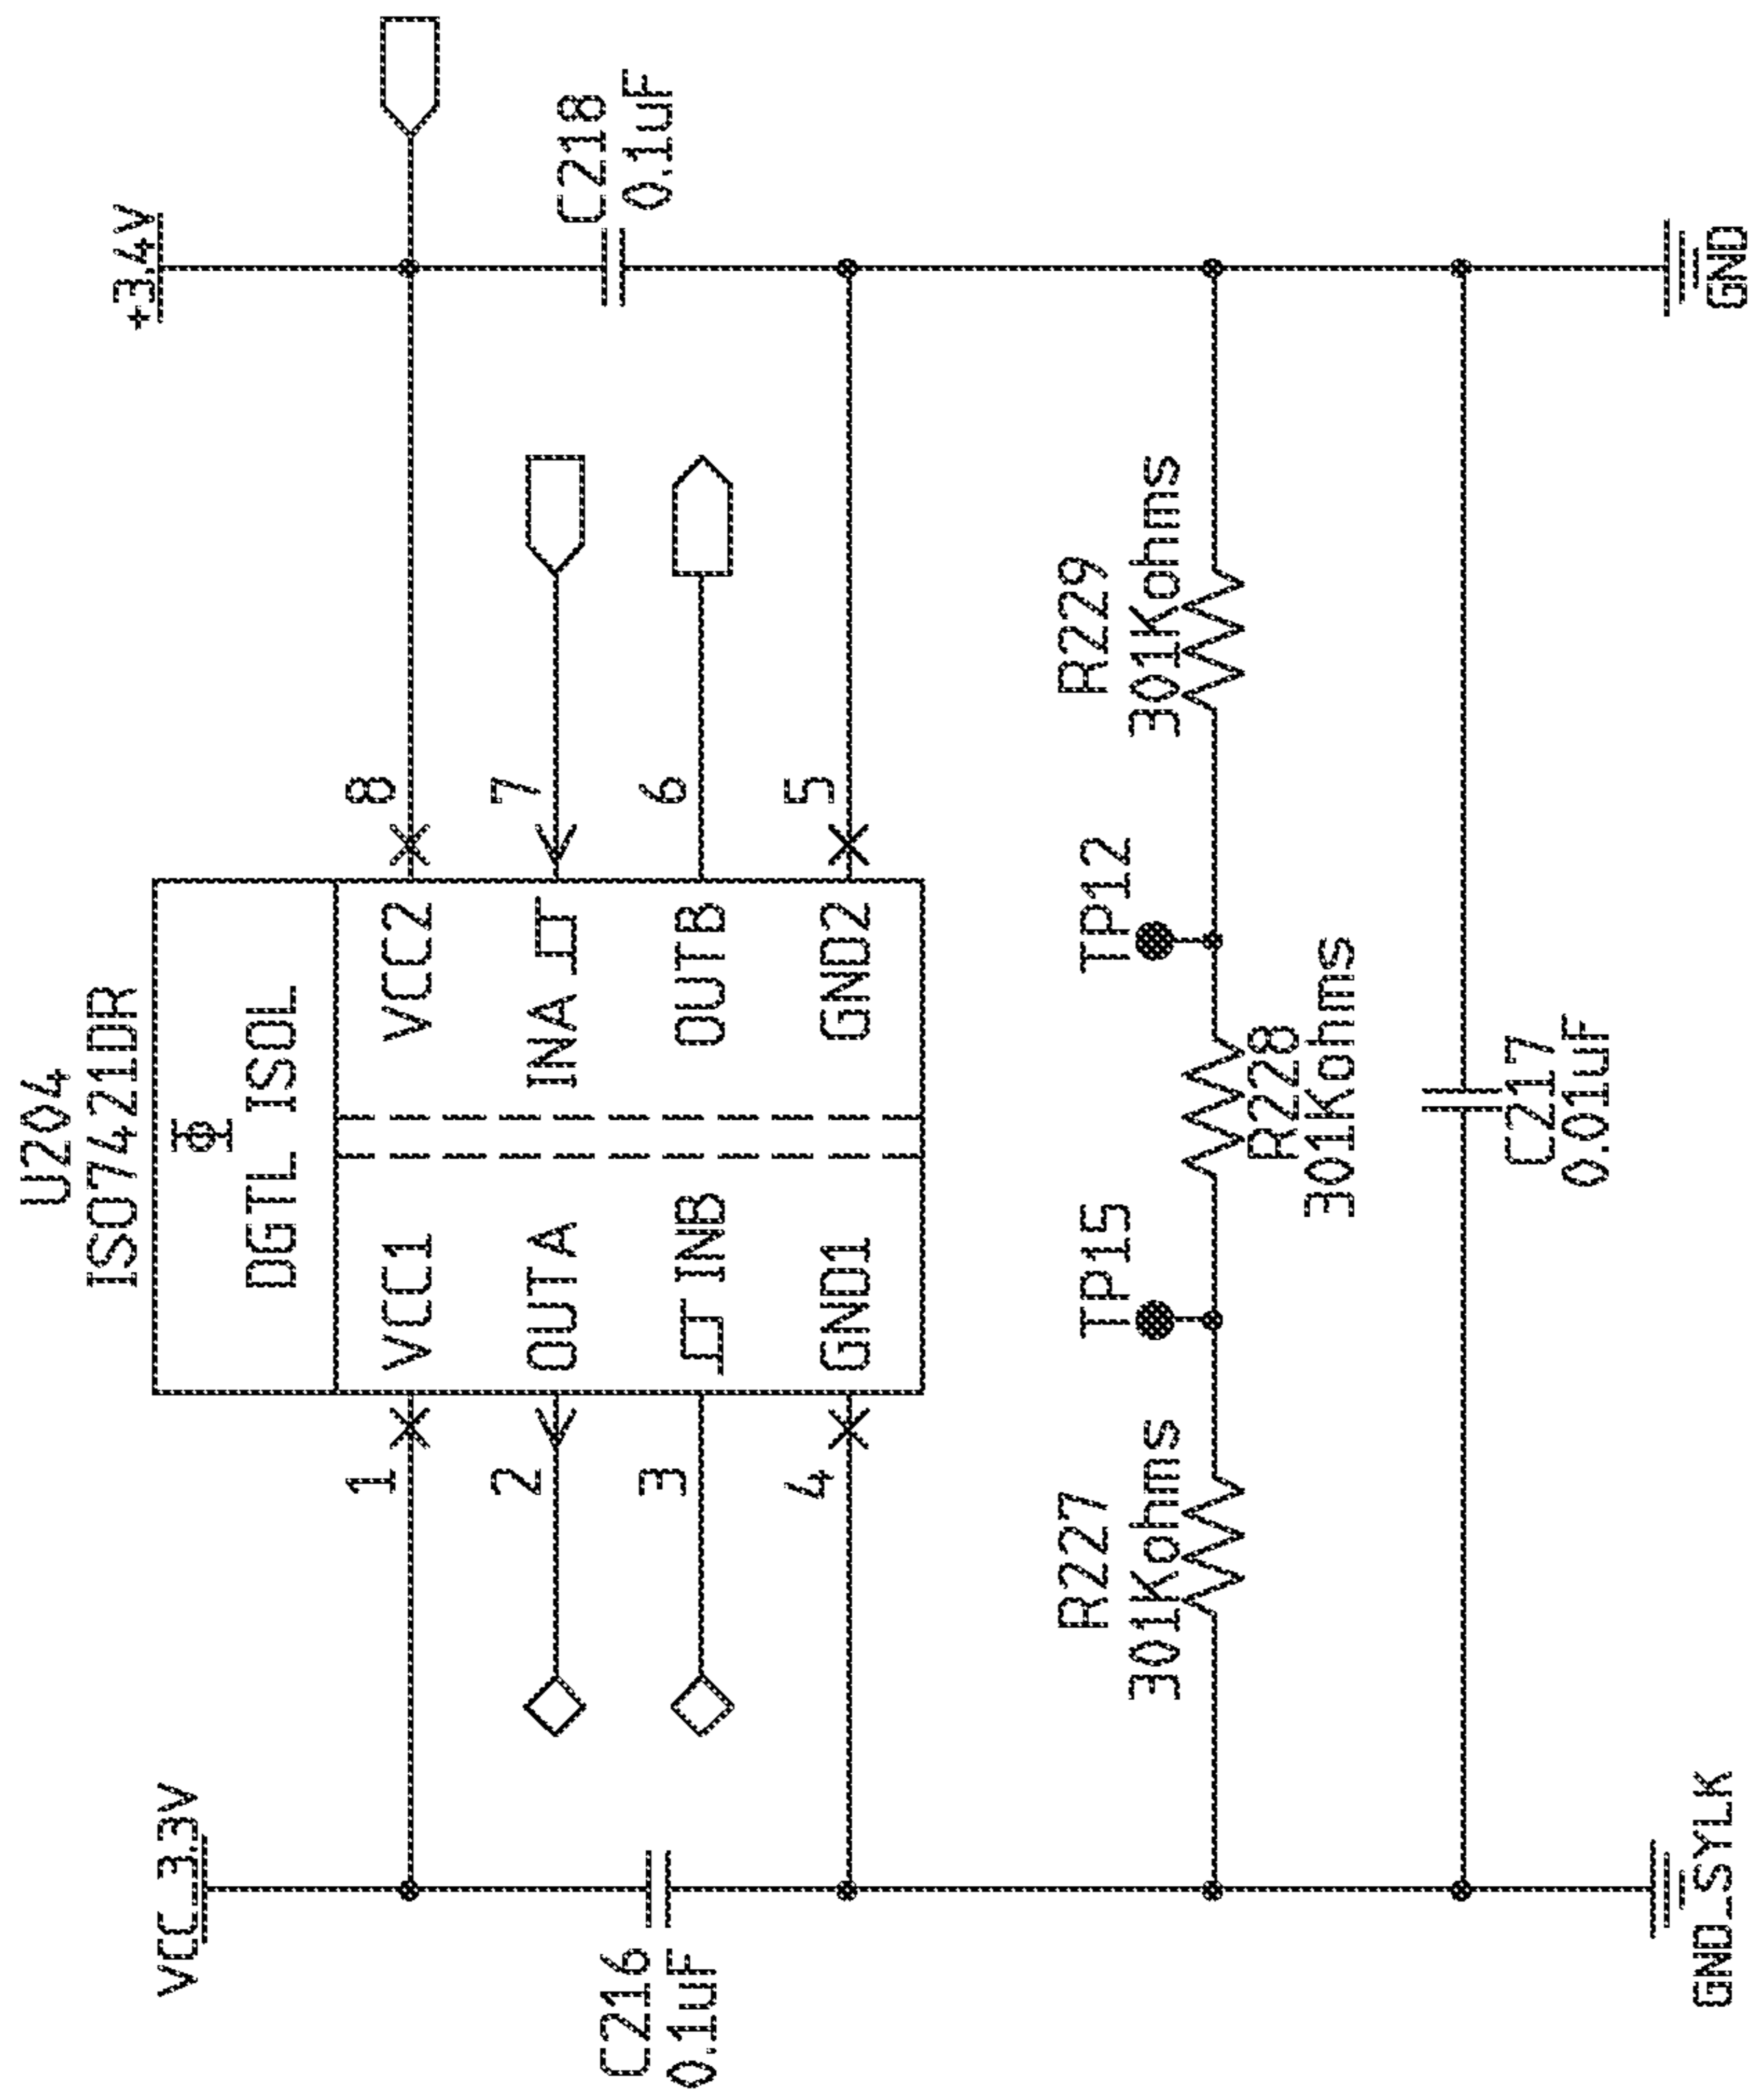 U204
ISO7421DR
DGTL ISOL
VCC_3.3V
+3.4V
1
VCC1
VCC2
8
2
OUTA
INA
7
3
INB
OUTB
6
4
GND1
GND2
5
C216
0.1uF
C218
0.1uF
R227
301Kohms
TP15
TP12
R229
301Kohms
R228
301Kohms
C217
0.01uF
GND_SYLK
GND